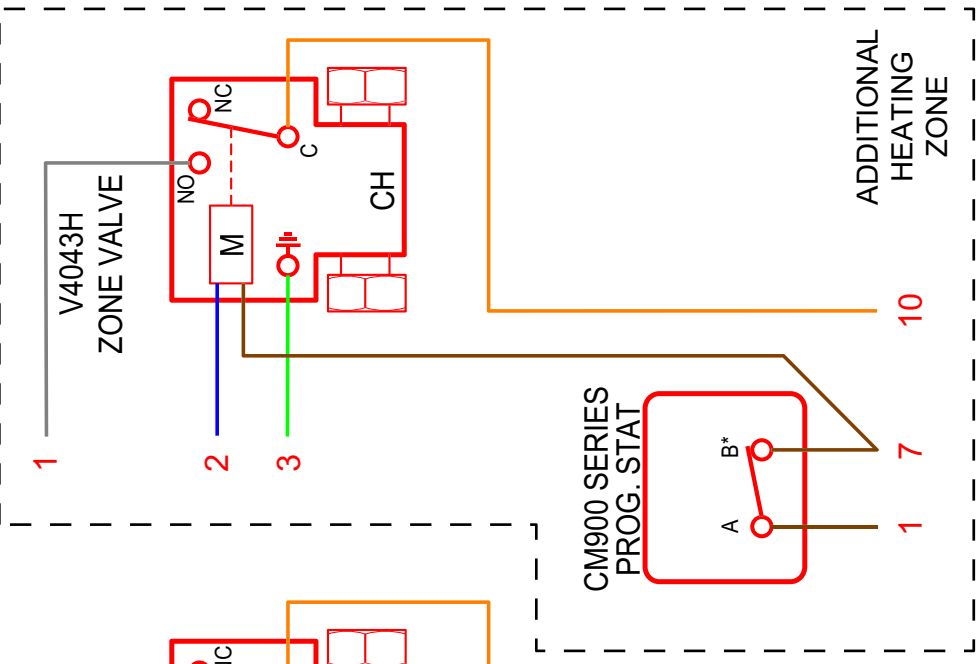 V4043H
ZONE VALVE
NC
NO
C
M
CH
1
2
3
ADDITIONAL
HEATING
ZONE
10
7
1
CM900 SERIES
PROG. STAT
B*
A